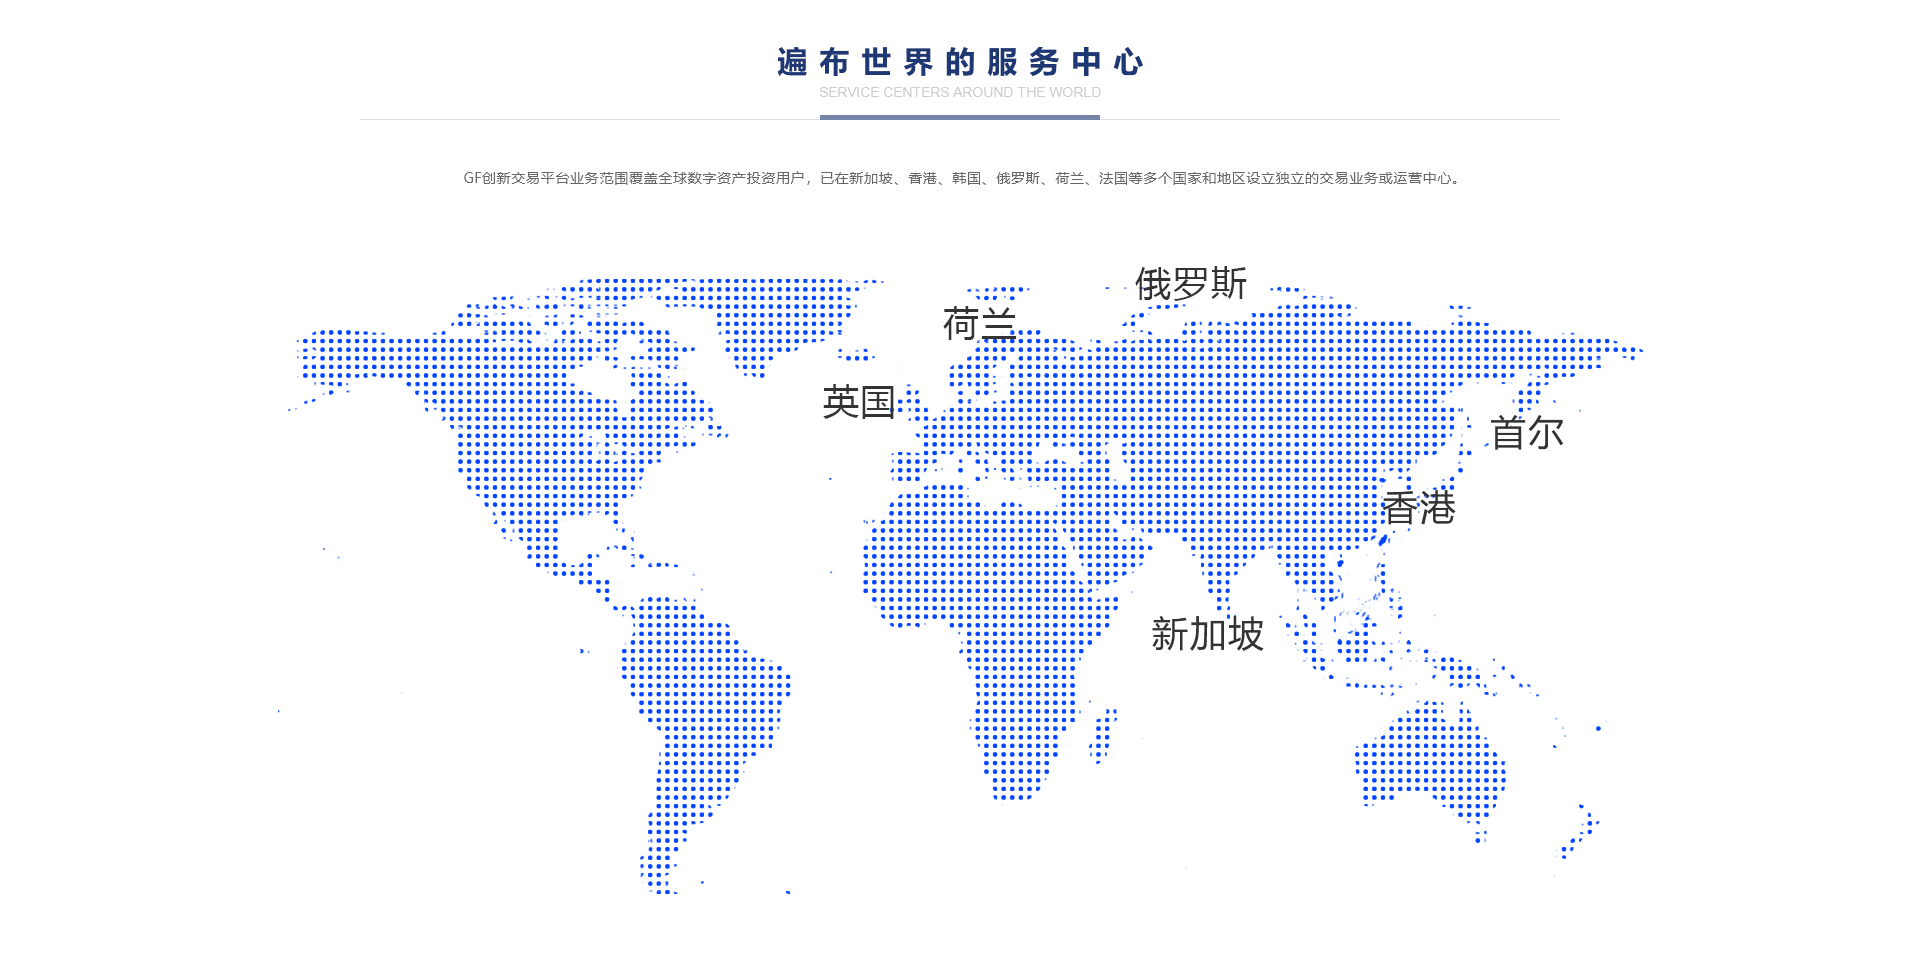 遍布世界的服务中心
SERVICE CENTERS AROUND THE WORLD
GF创新交易平台业务范围覆盖全球数字资产投资用户，已在新加坡、香港、韩国、俄罗斯、荷兰、法国等多个国家和地区设立独立的交易业务或运营中心。
俄罗斯
荷兰
英国
首尔
香港
新加坡